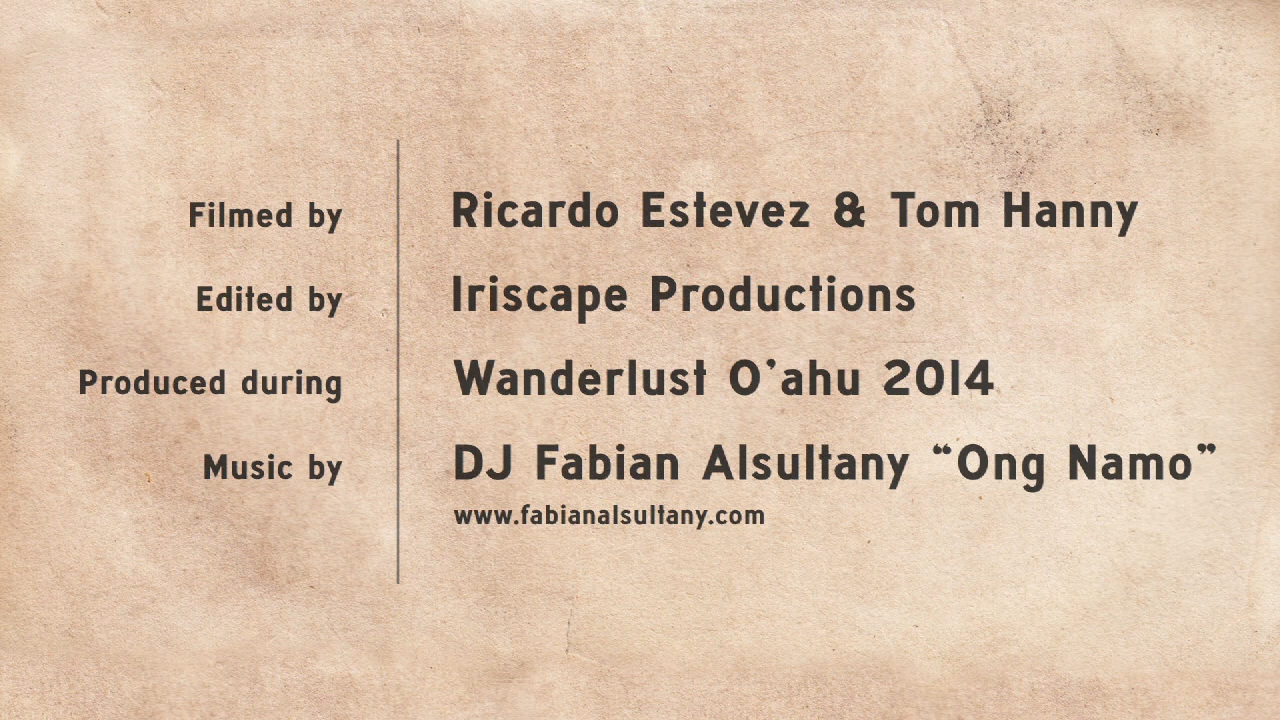 Filmed by Ricardo Estevez & Tom Hanny
Edited by Iriscape Productions
Produced during Wanderlust O'ahu 2014
Music by DJ Fabian Alsultany “Ong Namo”
www.fabianalsultany.com